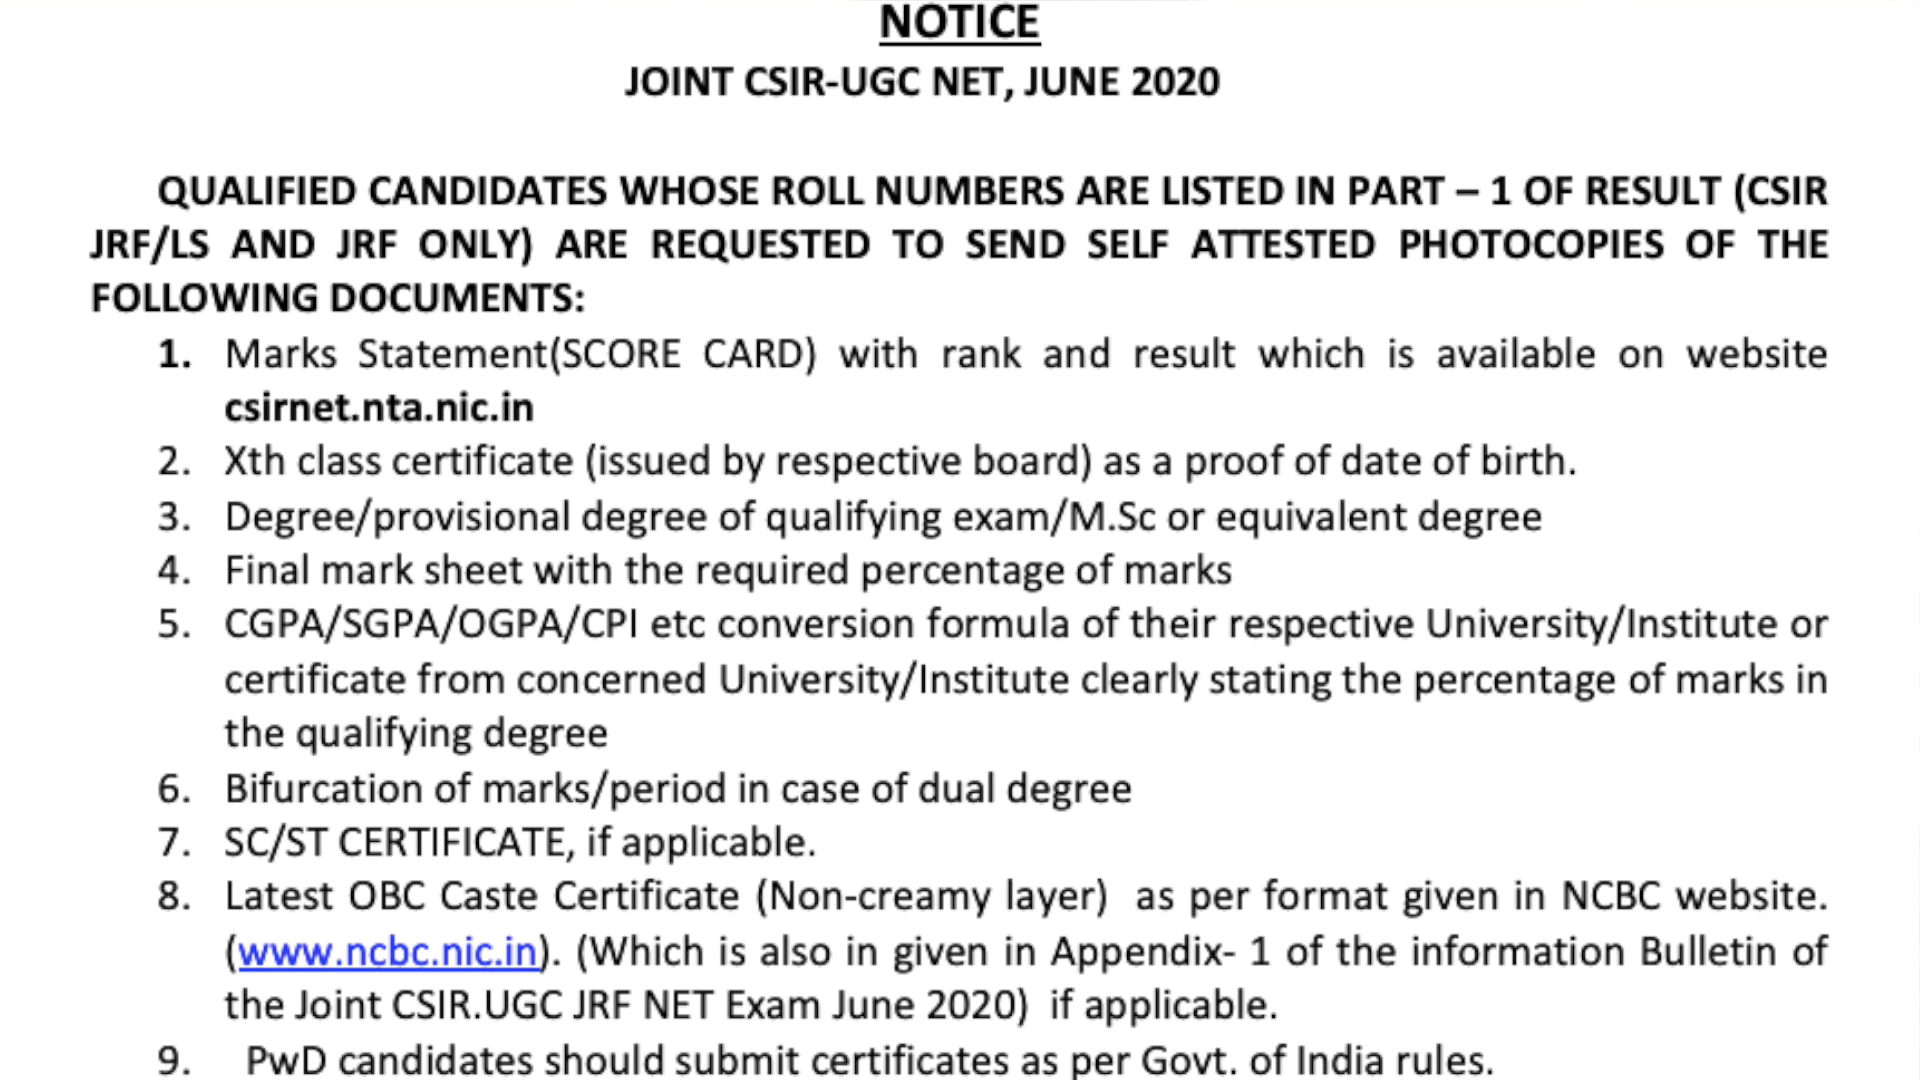 NOTICE
JOINT CSIR-UGC NET, JUNE 2020
QUALIFIED CANDIDATES WHOSE ROLL NUMBERS ARE LISTED IN PART – 1 OF RESULT (CSIR
JRF/LS AND JRF ONLY) ARE REQUESTED TO SEND SELF ATTESTED PHOTOCOPIES OF THE
FOLLOWING DOCUMENTS:
1. Marks Statement(SCORE CARD) with rank and result which is available on website
csirnet.nta.nic.in
2. Xth class certificate (issued by respective board) as a proof of date of birth.
3. Degree/provisional degree of qualifying exam/M.Sc or equivalent degree
4. Final mark sheet with the required percentage of marks
5. CGPA/SGPA/OGPA/CPI etc conversion formula of their respective University/Institute or
certificate from concerned University/Institute clearly stating the percentage of marks in
the qualifying degree
6. Bifurcation of marks/period in case of dual degree
7. SC/ST CERTIFICATE, if applicable.
8. Latest OBC Caste Certificate (Non-creamy layer) as per format given in NCBC website.
(www.ncbc.nic.in). (Which is also in given in Appendix- 1 of the information Bulletin of
the Joint CSIR.UGC JRF NET Exam June 2020) if applicable.
9. PwD candidates should submit certificates as per Govt. of India rules.